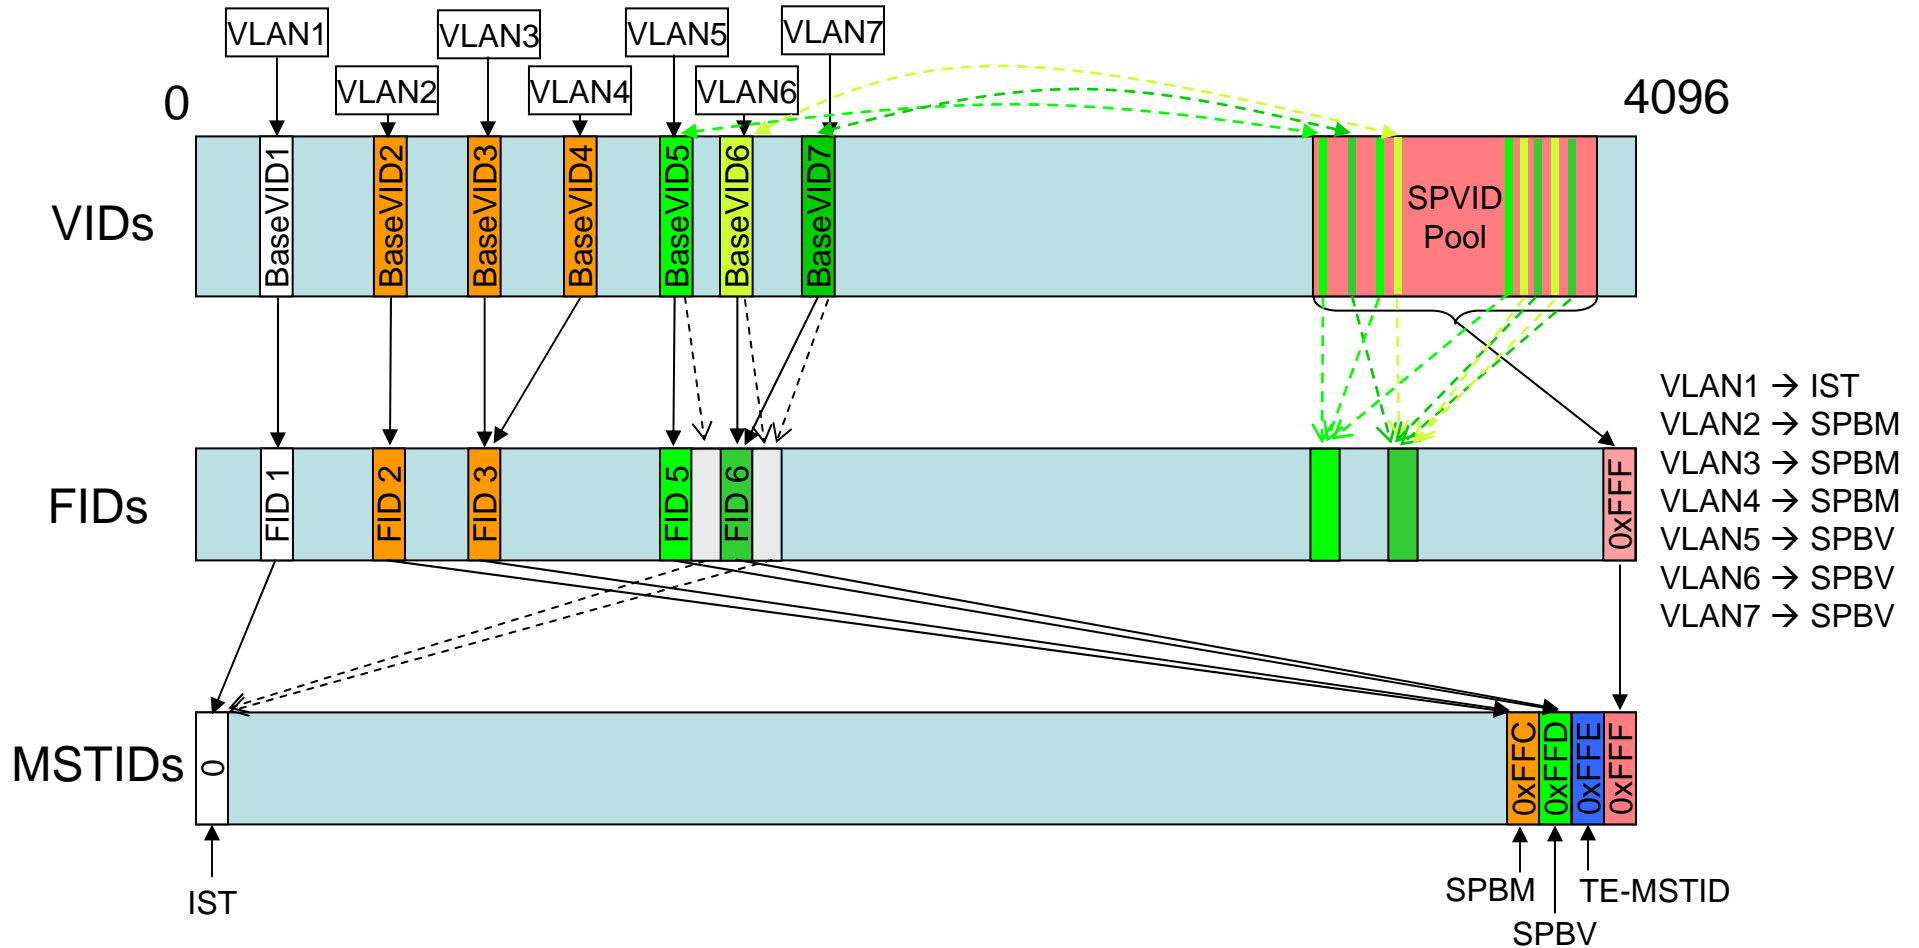 VLAN1
VLAN3
VLAN5
VLAN7
VLAN2
VLAN4
VLAN6
0
4096
VIDs
BaseVID1
BaseVID2
BaseVID3
BaseVID4
BaseVID5
BaseVID6
BaseVID7
SPVID
Pool
FIDs
FID 1
FID 2
FID 3
FID 5
FID 6
0xFFF
VLAN1 → IST
VLAN2 → SPBM
VLAN3 → SPBM
VLAN4 → SPBM
VLAN5 → SPBV
VLAN6 → SPBV
VLAN7 → SPBV
MSTIDs
0
0xFFC
0xFFD
0xFFE
0xFFF
IST
SPBM
TE-MSTID
SPBV